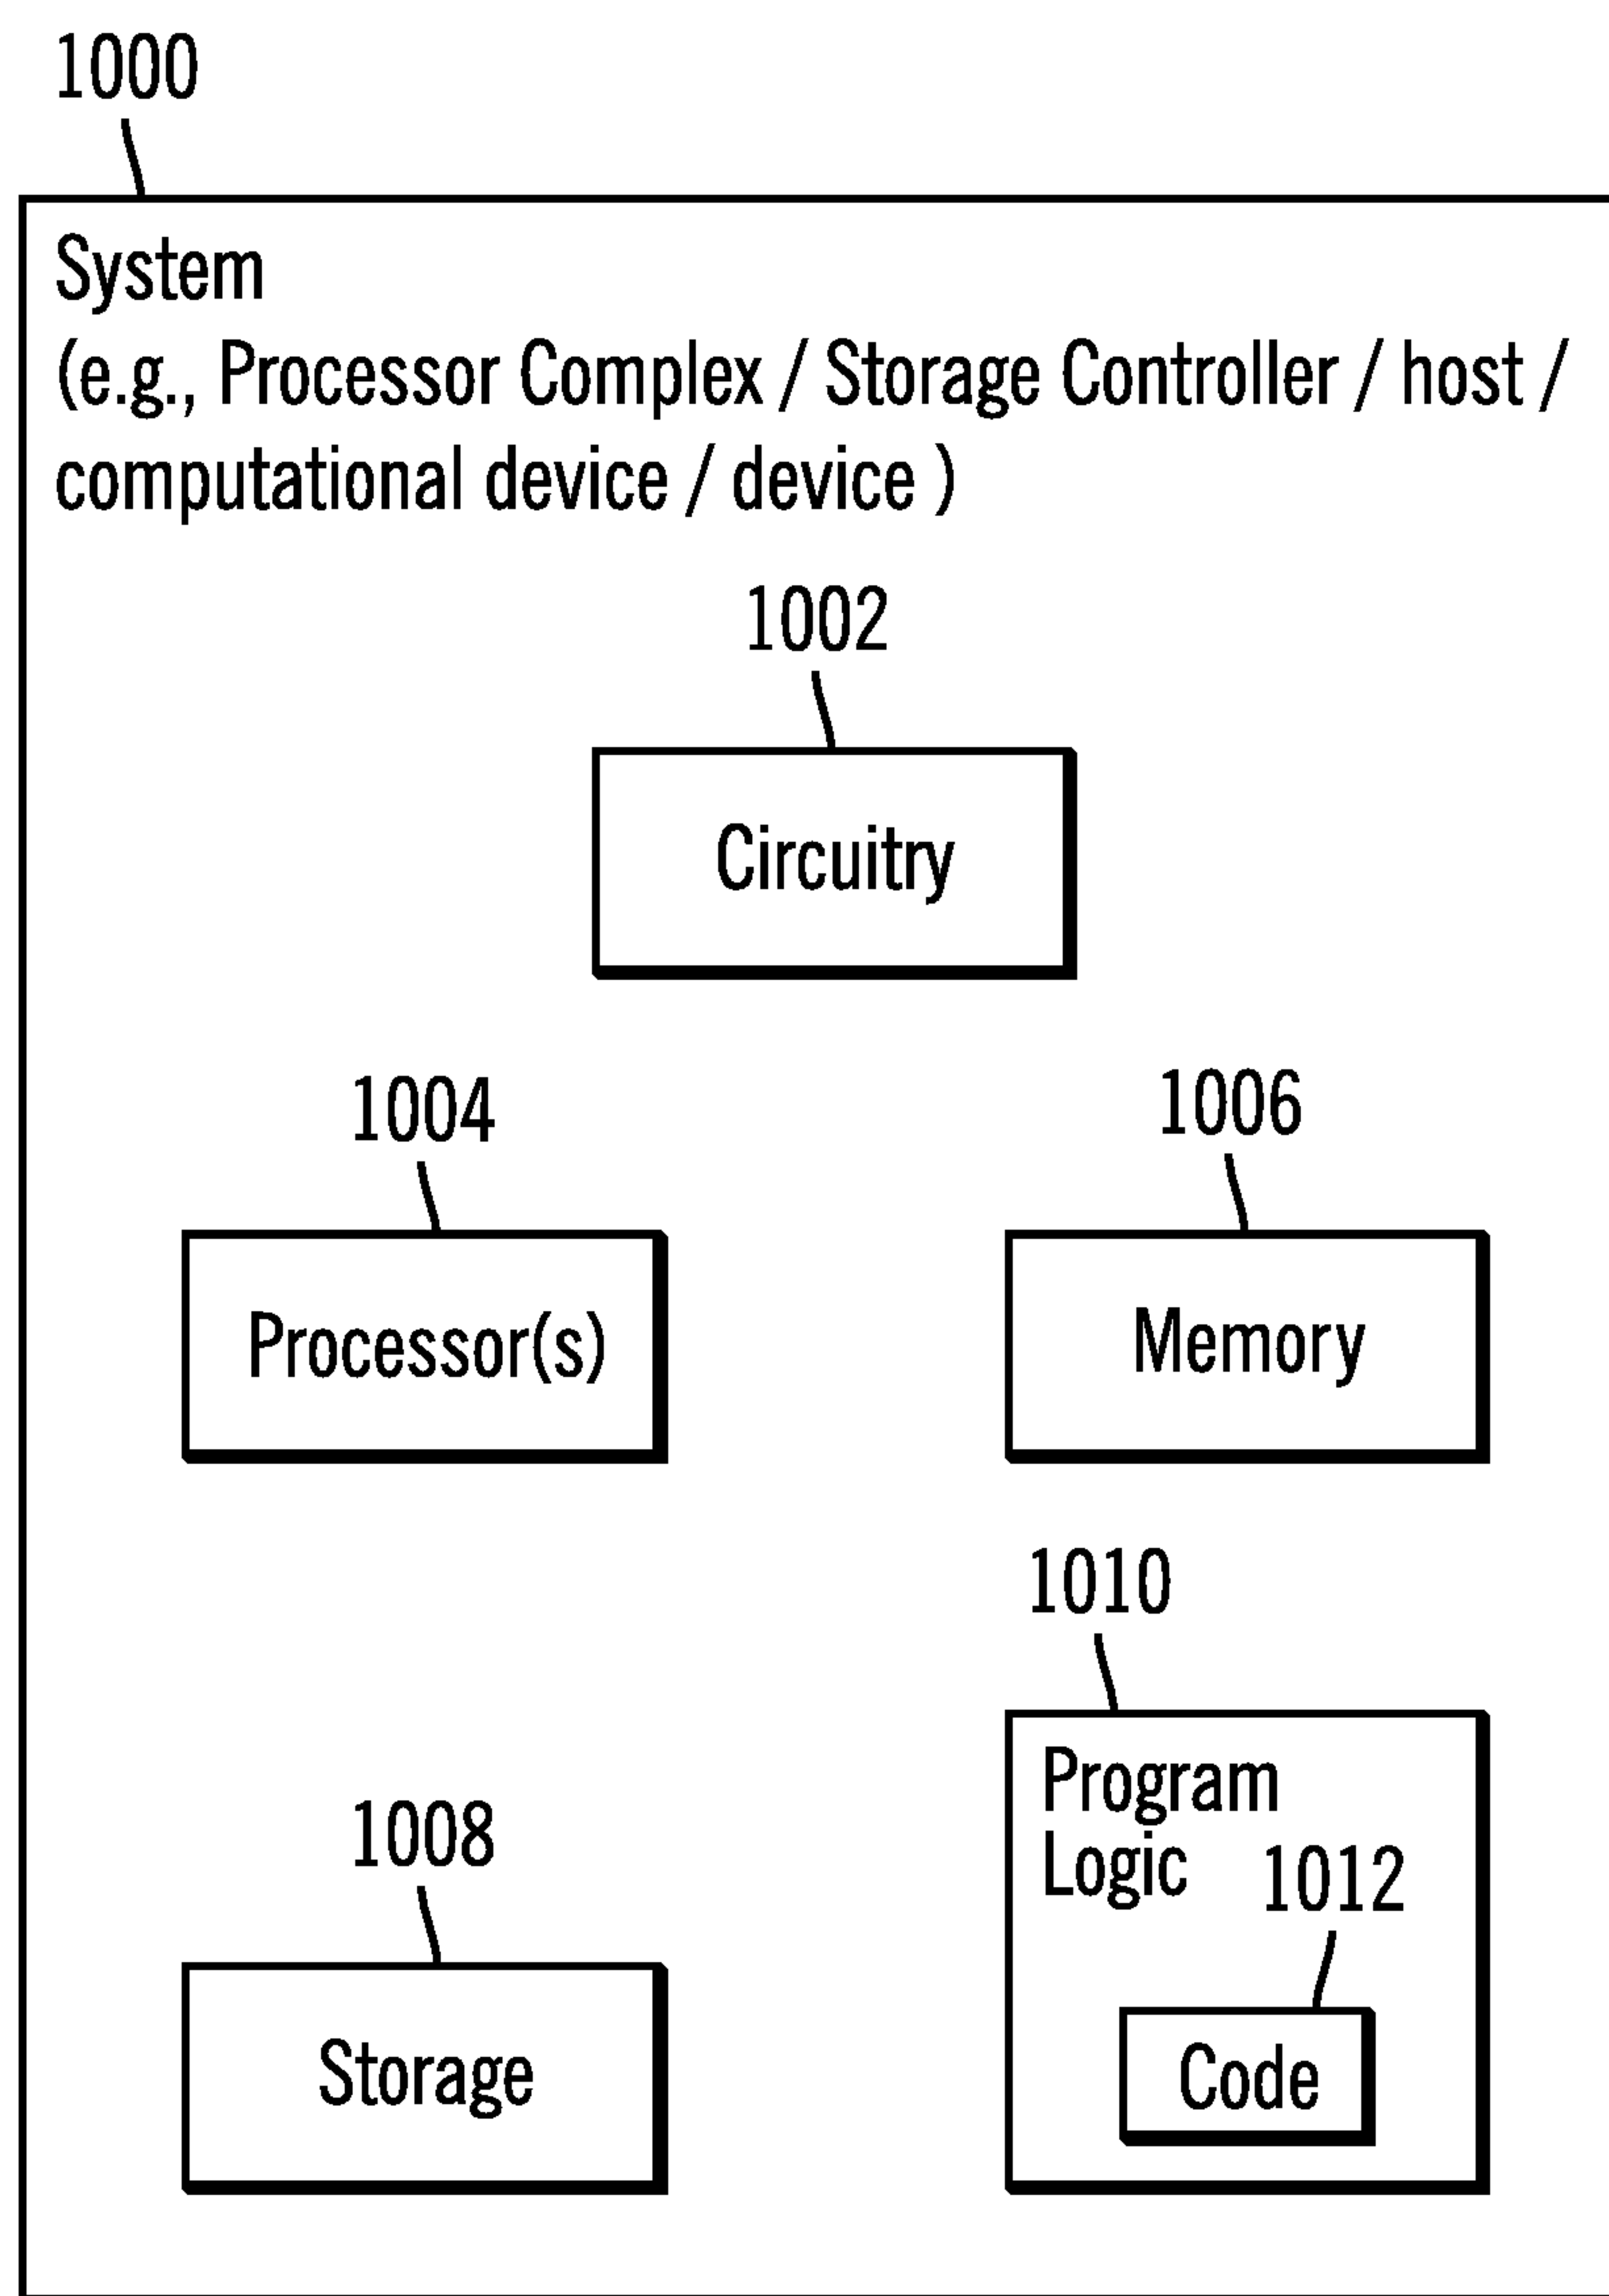 1000
System
(e.g., Processor Complex / Storage Controller / host /
computational device / device )
1002
Circuitry
1004
1006
Processor(s)
Memory
1010
Program
Logic
1012
Code
1008
Storage